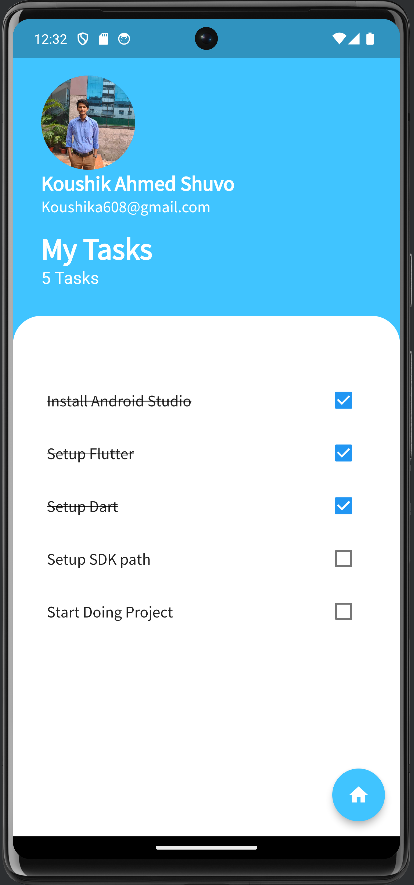 12:32
Koushik Ahmed Shuvo
Koushika608@gmail.com
My Tasks
5 Tasks
Install Android Studio
Setup Flutter
Setup Dart
Setup SDK path
Start Doing Project